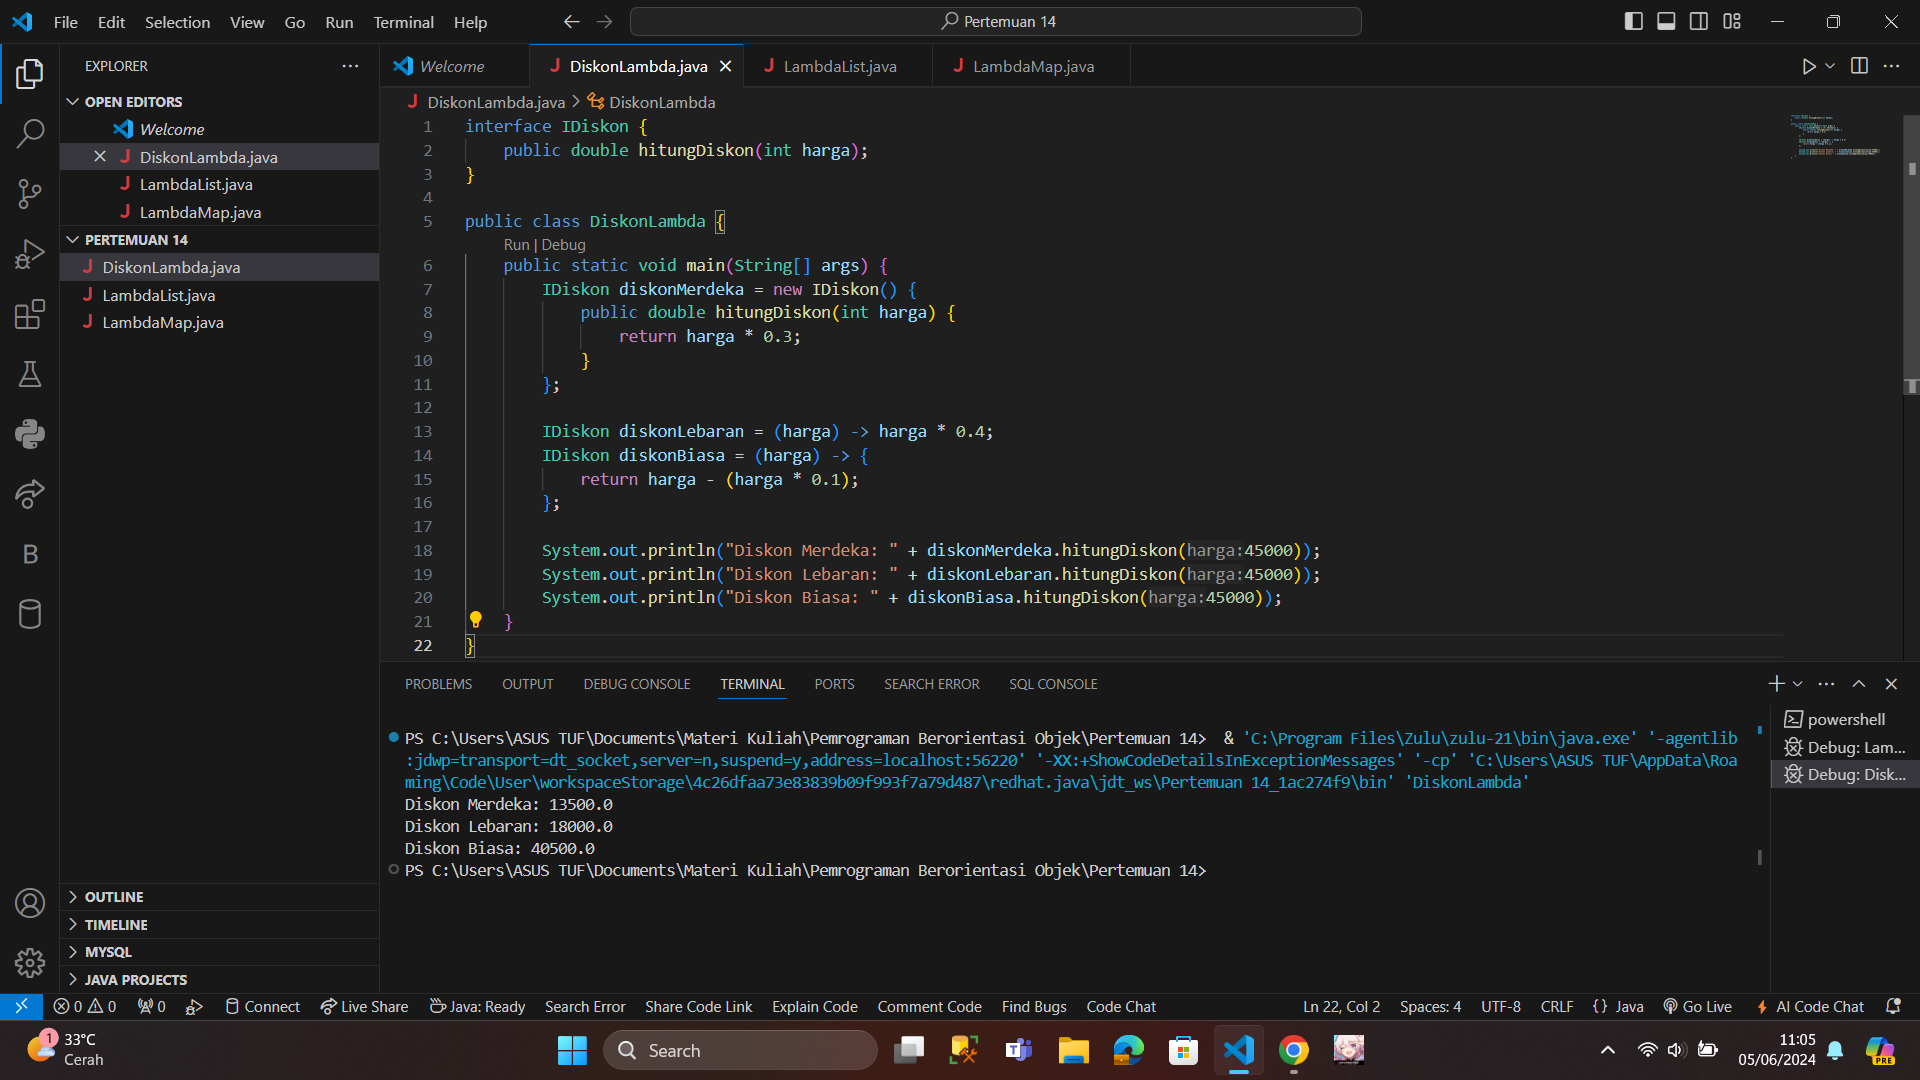 File Edit Selection View Go Run Terminal Help
Pertemuan 14
EXPLORER
OPEN EDITORS
Welcome
DiskonLambda.java
LambdaList.java
LambdaMap.java
PERTEMUAN 14
DiskonLambda.java
LambdaList.java
LambdaMap.java
OUTLINE
TIMELINE
MYSQL
JAVA PROJECTS
Welcome DiskonLambda.java LambdaList.java LambdaMap.java
DiskonLambda.java > DiskonLambda
1 interface IDiskon {
2 public double hitungDiskon(int harga);
3 }
4
5 public class DiskonLambda {
Run | Debug
6 public static void main(String[] args) {
7 IDiskon diskonMerdeka = new IDiskon() {
8 public double hitungDiskon(int harga) {
9 return harga * 0.3;
10 }
11 };
12
13 IDiskon diskonLebaran = (harga) -> harga * 0.4;
14 IDiskon diskonBiasa = (harga) -> {
15 return harga - (harga * 0.1);
16 };
17
18 System.out.println("Diskon Merdeka: " + diskonMerdeka.hitungDiskon(harga:45000));
19 System.out.println("Diskon Lebaran: " + diskonLebaran.hitungDiskon(harga:45000));
20 System.out.println("Diskon Biasa: " + diskonBiasa.hitungDiskon(harga:45000));
21 }
22 }
PROBLEMS OUTPUT DEBUG CONSOLE TERMINAL PORTS SEARCH ERROR SQL CONSOLE
PS C:\Users\ASUS TUF\Documents\Materi Kuliah\Pemrograman Berorientasi Objek\Pertemuan 14> & 'C:\Program Files\Zulu\zulu-21\bin\java.exe' '-agentlib
:jdwp=transport=dt_socket,server=n,suspend=y,address=localhost:56220' '-XX:+ShowCodeDetailsInExceptionMessages' '-cp' 'C:\Users\ASUS TUF\AppData\Roa
ming\Code\User\workspaceStorage\4c26dfaa73e83839b09f993f7a79d487\redhat.java\jdt_ws\Pertemuan 14_1ac274f9\bin' 'DiskonLambda'
Diskon Merdeka: 13500.0
Diskon Lebaran: 18000.0
Diskon Biasa: 40500.0
PS C:\Users\ASUS TUF\Documents\Materi Kuliah\Pemrograman Berorientasi Objek\Pertemuan 14>
powershell
Debug: Lam...
Debug: Disk...
0 0 0 Connect Live Share Java: Ready Search Error Share Code Link Explain Code Comment Code Find Bugs Code Chat Ln 22, Col 2 Spaces: 4 UTF-8 CRLF {} Java Go Live AI Code Chat
1
33°C
Cerah
Search
PRE
11:05
05/06/2024